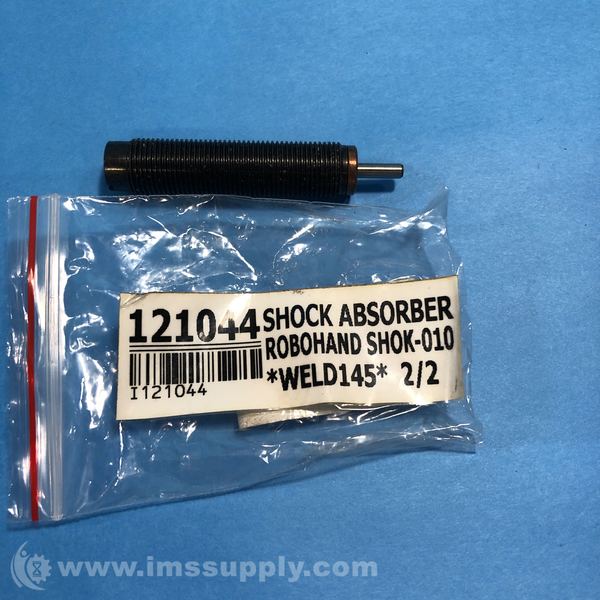 121044 SHOCK ABSORBER
ROBOHAND SHOK-010
I121044 *WELD145* 2/2
www.imssupply.com